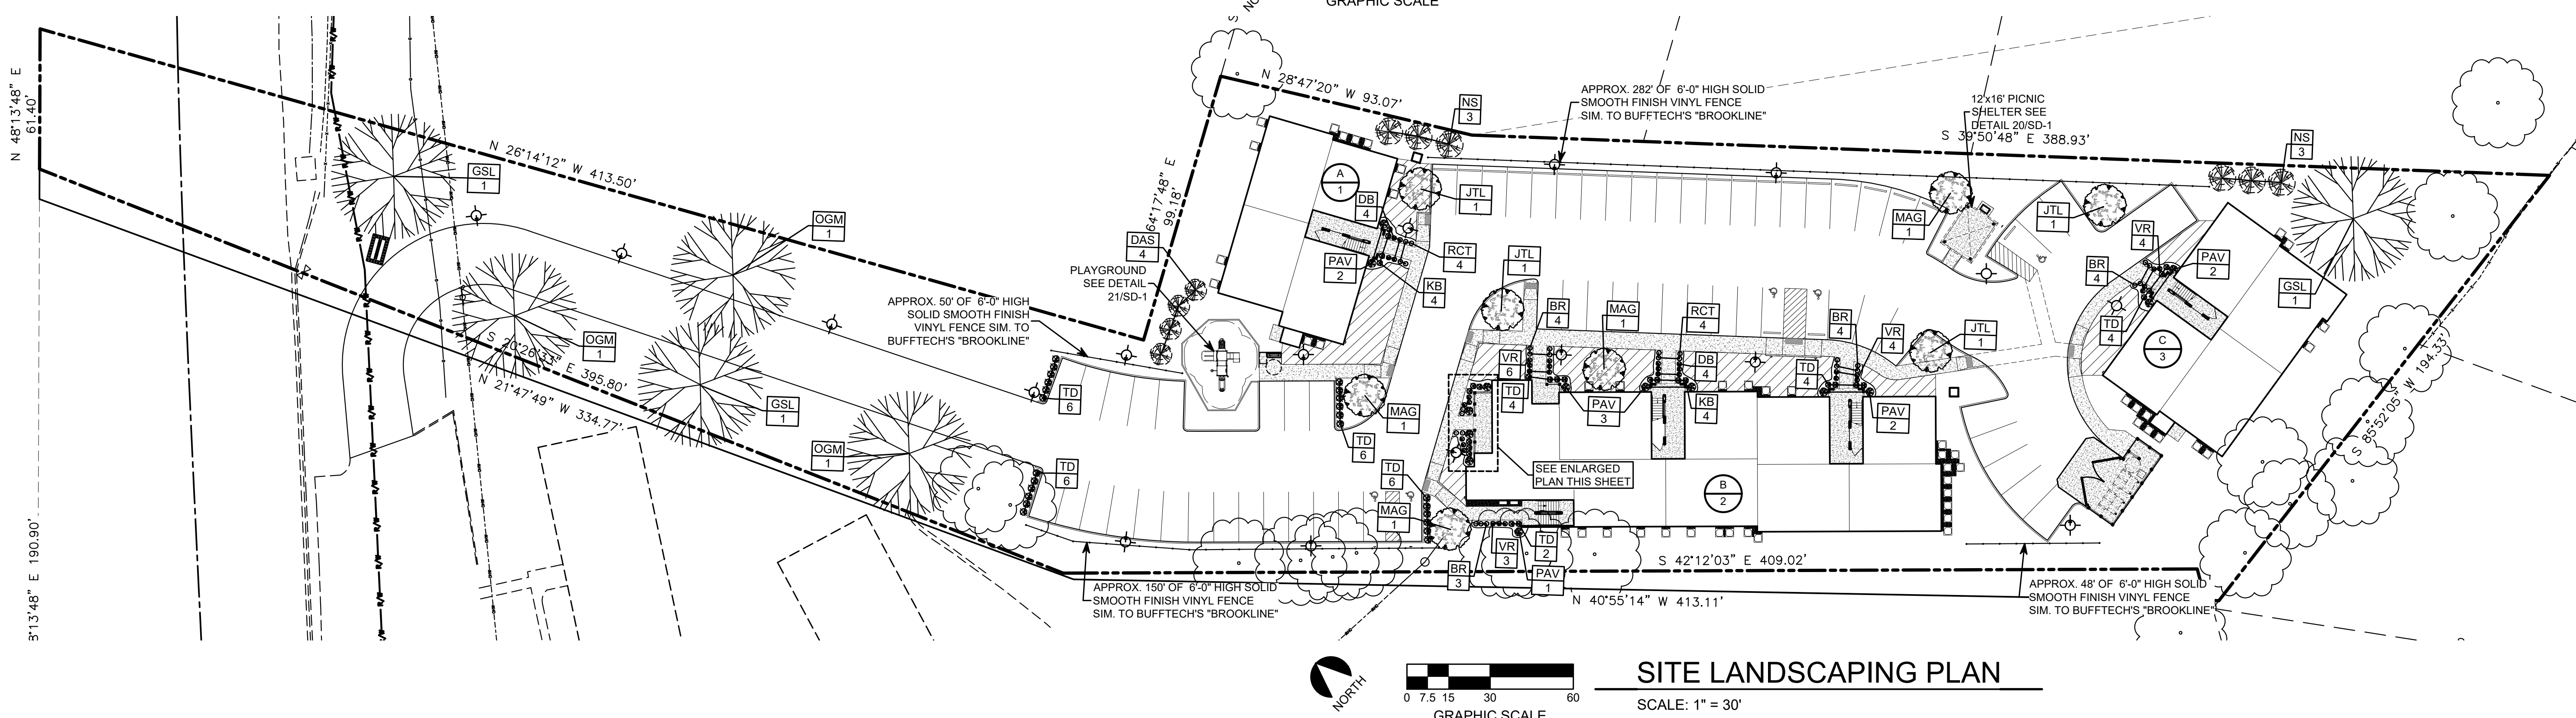 NO
GRAPHIC SCALE
N 48°13'48" E
61.40'
N 26°14'12" W 413.50'
GSL
1
OGM
1
S 20°26'33" E 395.80'
N 21°47'49" W 334.77'
OGM
1
GSL
1
OGM
1
N 28°47'20" W 93.07'
64°17'48" E
99.18'
NS
3
APPROX. 282' OF 6'-0" HIGH SOLID
SMOOTH FINISH VINYL FENCE
SIM. TO BUFFTECH'S "BROOKLINE"
12'x16' PICNIC
SHELTER SEE
DETAIL 20/SD-1
S 39°50'48" E 388.93'
NS
3
A
1
DB
4
JTL
1
DAS
4
PLAYGROUND
SEE DETAIL
21/SD-1
PAV
2
RCT
4
KB
4
JTL
1
MAG
1
JTL
1
VR
4
BR
4
PAV
2
GSL
1
TD
4
C
3
APPROX. 50' OF 6'-0" HIGH
SOLID SMOOTH FINISH
VINYL FENCE SIM. TO
BUFFTECH'S "BROOKLINE"
BR
4
MAG
1
RCT
4
BR
4
VR
4
JTL
1
VR
6
DB
4
TD
4
TD
4
PAV
3
KB
4
PAV
2
TD
6
MAG
1
TD
6
TD
6
TD
6
SEE ENLARGED
PLAN THIS SHEET
B
2
MAG
1
BR
3
VR
3
TD
2
PAV
1
S 42°12'03" E 409.02'
N 40°55'14" W 413.11'
S 85°52'05" W 194.33'
APPROX. 150' OF 6'-0" HIGH SOLID
SMOOTH FINISH VINYL FENCE
SIM. TO BUFFTECH'S "BROOKLINE"
APPROX. 48' OF 6'-0" HIGH SOLID
SMOOTH FINISH VINYL FENCE
SIM. TO BUFFTECH'S "BROOKLINE"
8°13'48" E 190.90'
R/W
R/W
R/W
R/W
R/W
R/W
R/W
R/W
R/W
NORTH
0 7.5 15 30 60
GRAPHIC SCALE
SITE LANDSCAPING PLAN
SCALE: 1" = 30'